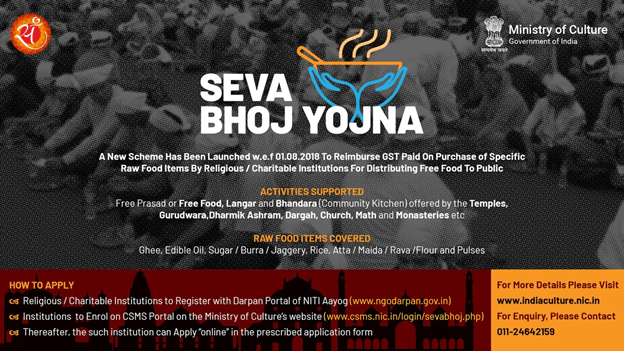 Ministry of Culture
Government of India
सत्यमेव जयते
SEVA
BHOJ YOJNA
A New Scheme Has Been Launched w.e.f 01.08.2018 To Reimburse GST Paid On Purchase of Specific
Raw Food Items By Religious / Charitable Institutions For Distributing Free Food To Public
ACTIVITIES SUPPORTED
Free Prasad or Free Food, Langar and Bhandara (Community Kitchen) offered by the Temples,
Gurudwara,Dharmik Ashram, Dargah, Church, Math and Monasteries etc
RAW FOOD ITEMS COVERED
Ghee, Edible Oil, Sugar / Burra / Jaggery, Rice, Atta / Maida / Rava /Flour and Pulses
HOW TO APPLY
Religious / Charitable Institutions to Register with Darpan Portal of NITI Aayog (www.ngodarpan.gov.in)
Institutions to Enrol on CSMS Portal on the Ministry of Culture's website (www.csms.nic.in/login/sevabhoj.php)
Thereafter, the such institution can Apply "online" in the prescribed application form
For More Details Please Visit
www.indiaculture.nic.in
For Enquiry, Please Contact
011-24642159